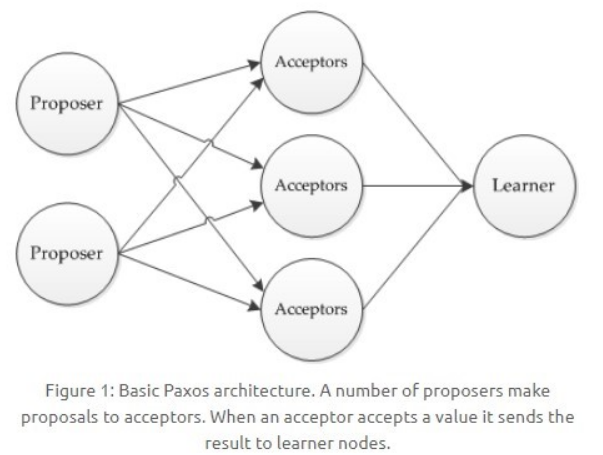 Acceptors
Proposer
Acceptors
Learner
Proposer
Acceptors
Figure 1: Basic Paxos architecture. A number of proposers make
proposals to acceptors. When an acceptor accepts a value it sends the
result to learner nodes.